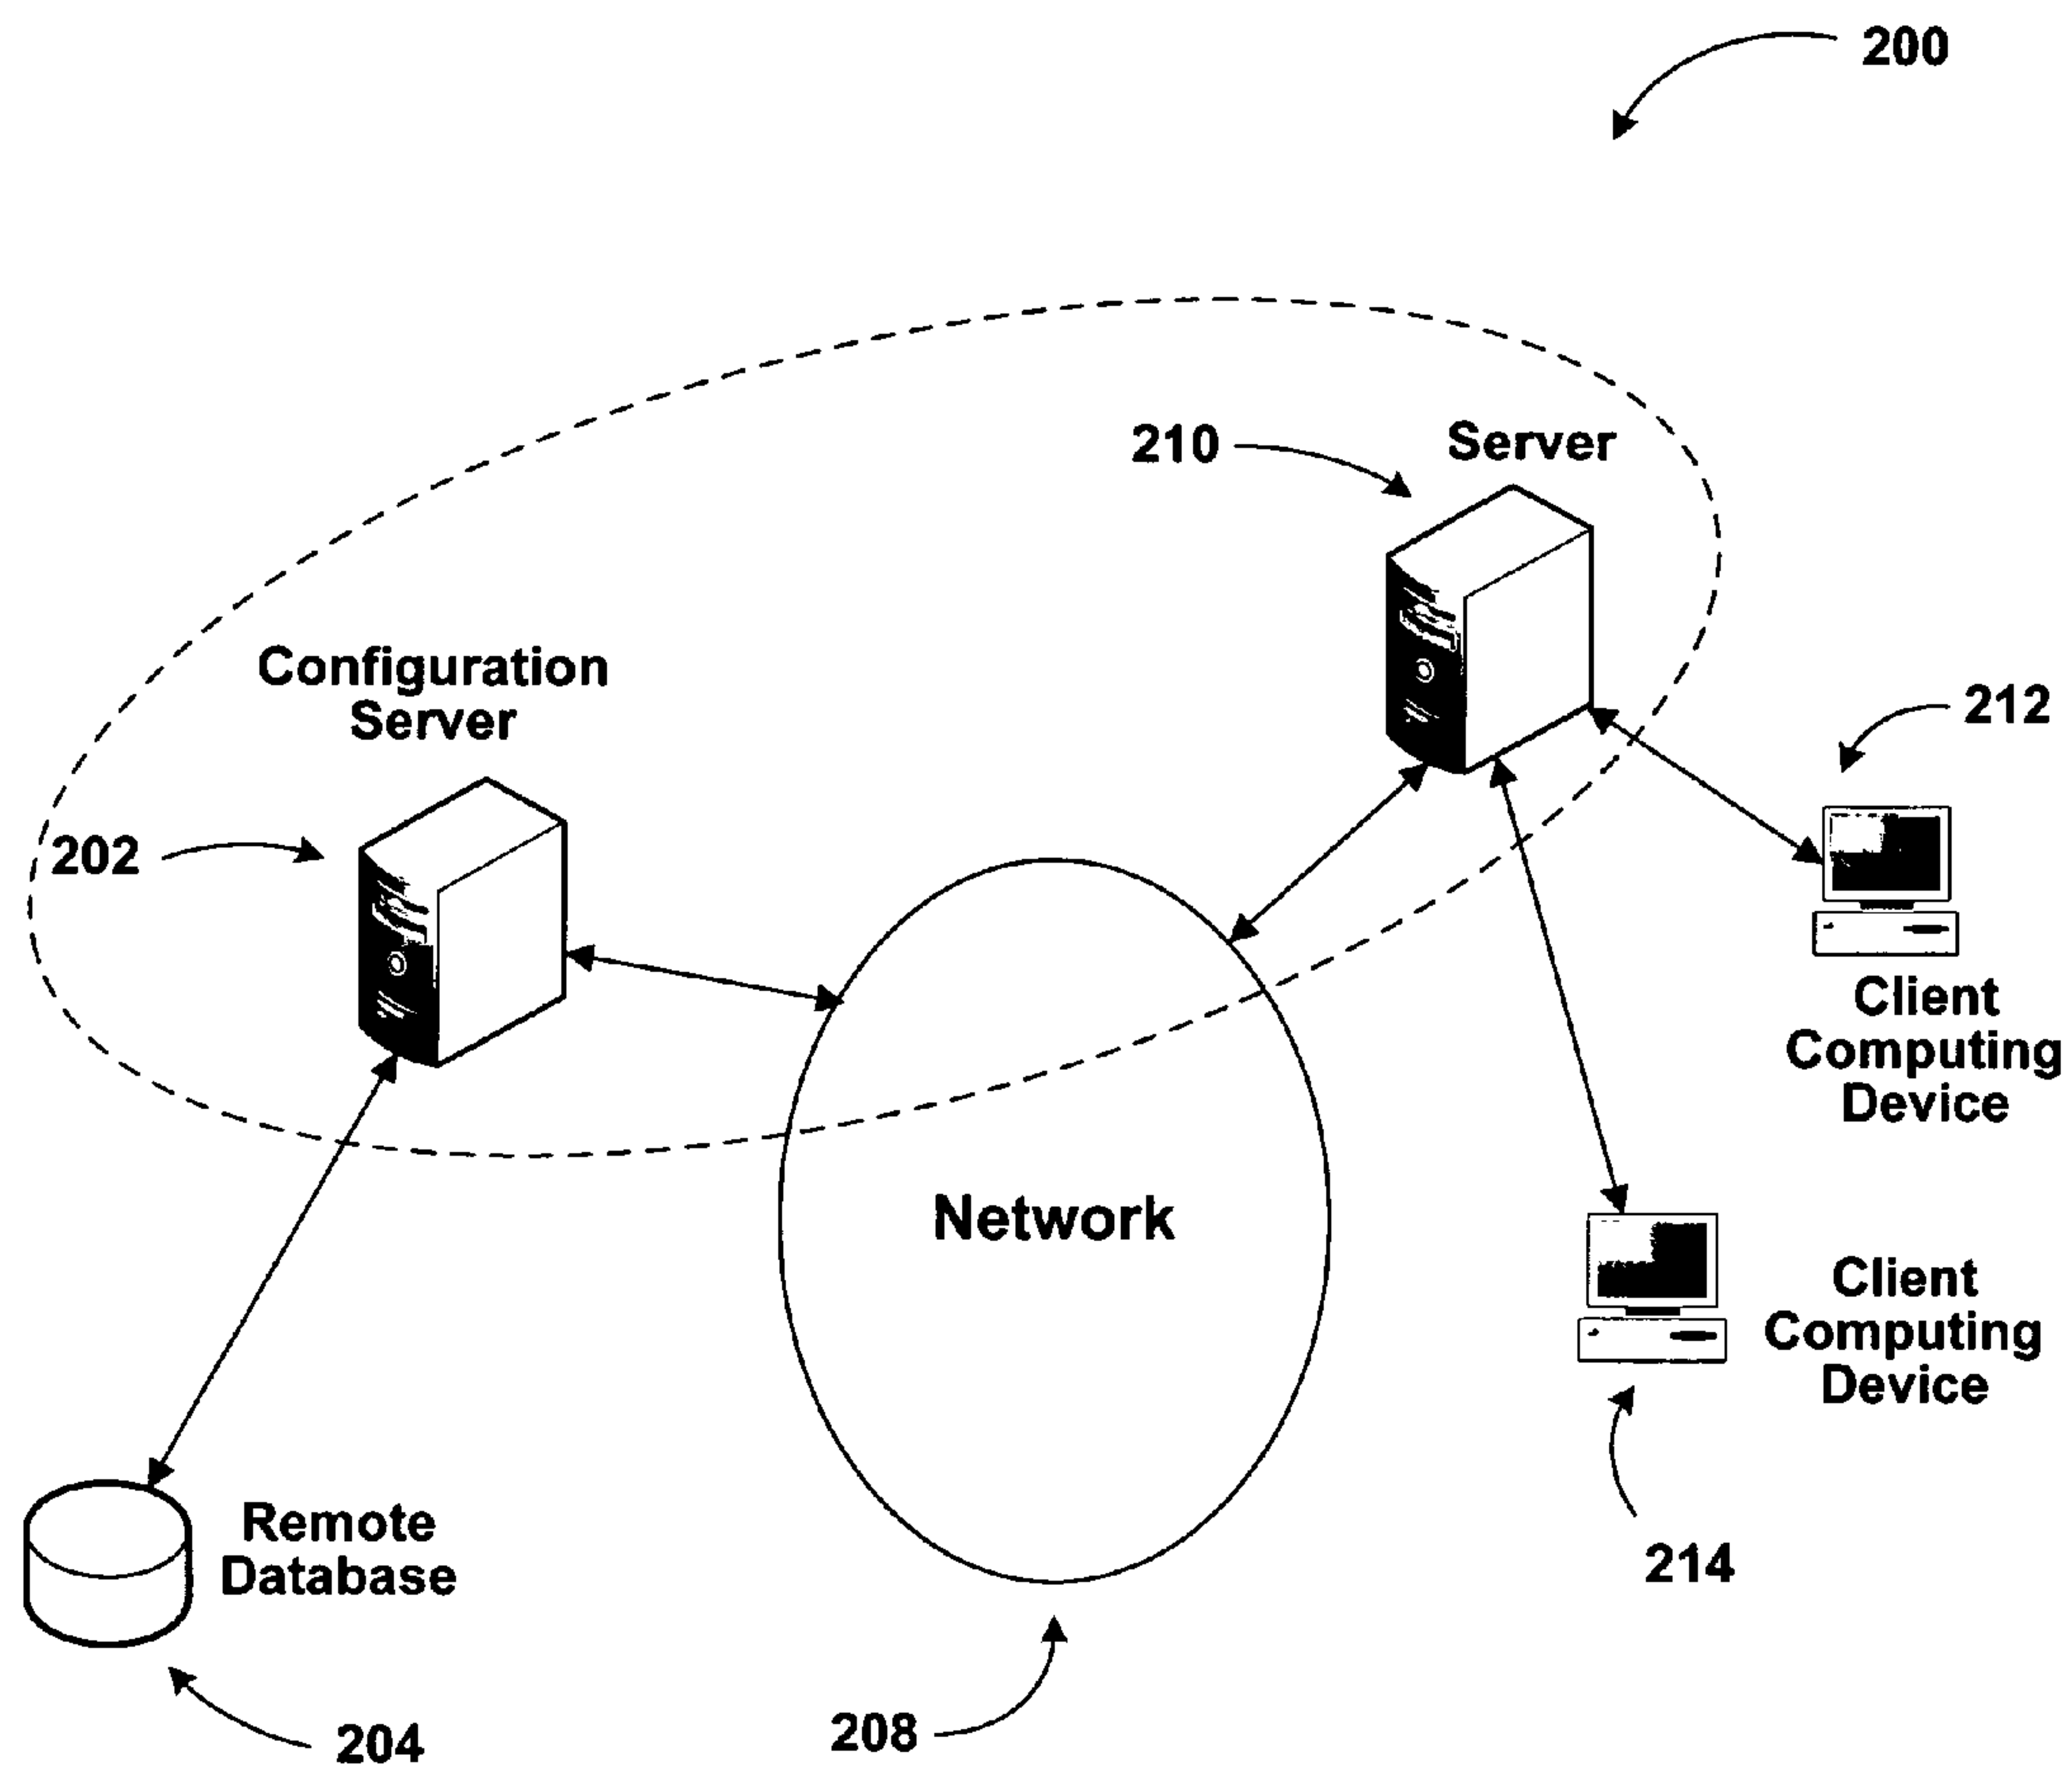 200
210
Server
Configuration
Server
212
202
Client
Computing
Device
Network
Client
Computing
Device
Remote
Database
214
204
208